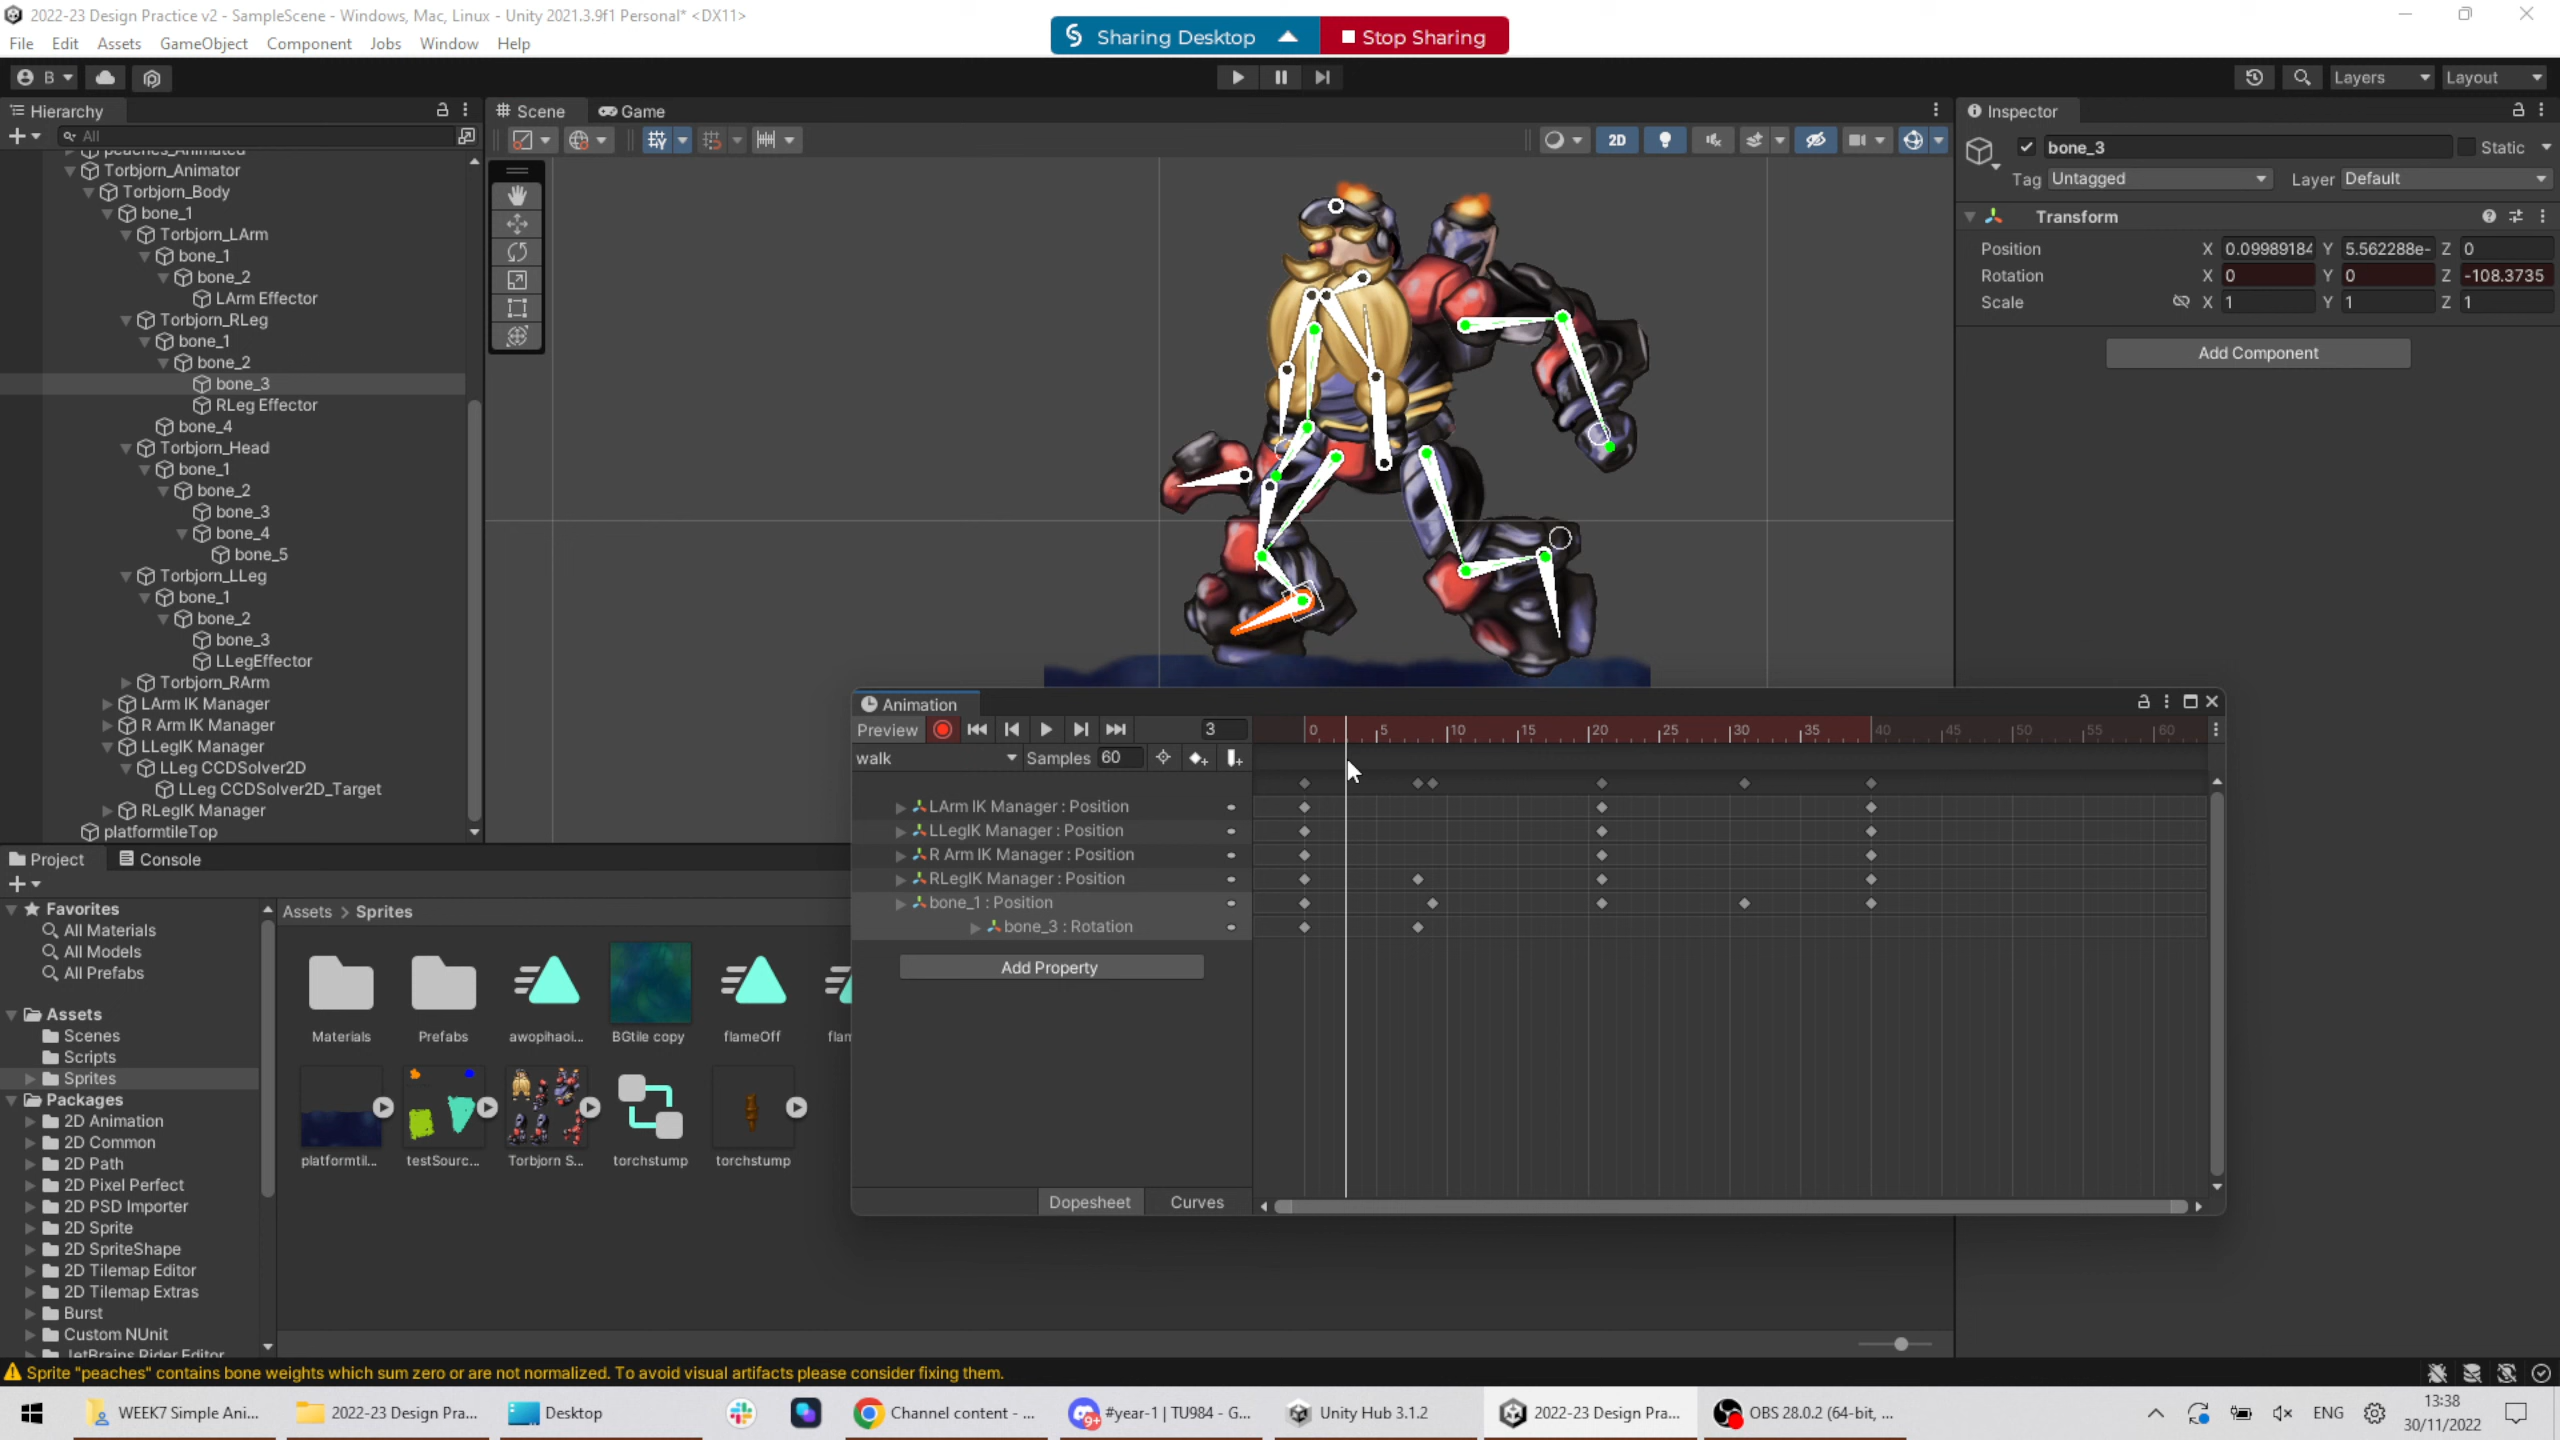 2022-23 Design Practice v2 - SampleScene - Windows, Mac, Linux - Unity 2021.3.9f1 Personal* <DX11>
Sharing Desktop
Stop Sharing
File Edit Assets GameObject Component Jobs Window Help
B
Layers
Layout
Hierarchy
All
peaches_Animated
Torbjorn_Animator
Torbjorn_Body
bone_1
Torbjorn_LArm
bone_1
bone_2
LArm Effector
Torbjorn_RLeg
bone_1
bone_2
bone_3
RLeg Effector
bone_4
Torbjorn_Head
bone_1
bone_2
bone_3
bone_4
bone_5
Torbjorn_LLeg
bone_1
bone_2
bone_3
LLegEffector
Torbjorn_RArm
LArm IK Manager
R Arm IK Manager
LLegIK Manager
LLeg CCDSolver2D
LLeg CCDSolver2D_Target
RLegIK Manager
platformtileTop
Scene
Game
2D
Inspector
bone_3
Static
Tag Untagged
Layer Default
Transform
Position X 0.09989184 Y 5.562288e- Z 0
Rotation X 0 Y 0 Z -108.3735
Scale X 1 Y 1 Z 1
Add Component
Animation
Preview
3
0 5 10 15 20 25 30 35 40 45 50 55 60
walk
Samples 60
LArm IK Manager : Position
LLegIK Manager : Position
R Arm IK Manager : Position
RLegIK Manager : Position
bone_1 : Position
bone_3 : Rotation
Add Property
Dopesheet
Curves
Project
Console
Favorites
All Materials
All Models
All Prefabs
Assets
Scenes
Scripts
Sprites
Packages
2D Animation
2D Common
2D Path
2D Pixel Perfect
2D PSD Importer
2D Sprite
2D SpriteShape
2D Tilemap Editor
2D Tilemap Extras
Burst
Custom NUnit
JetBrains Rider Editor
Assets > Sprites
Materials
Prefabs
awopihaoi...
BGtile copy
flameOff
flam
platformtil...
testSourc...
Torbjorn S...
torchstump
torchstump
Sprite "peaches" contains bone weights which sum zero or are not normalized. To avoid visual artifacts please consider fixing them.
WEEK7 Simple Ani...
2022-23 Design Pra...
Desktop
Channel content - ...
9+
#year-1 | TU984 - G...
Unity Hub 3.1.2
2022-23 Design Pra...
OBS 28.0.2 (64-bit, ...
ENG
13:38
30/11/2022